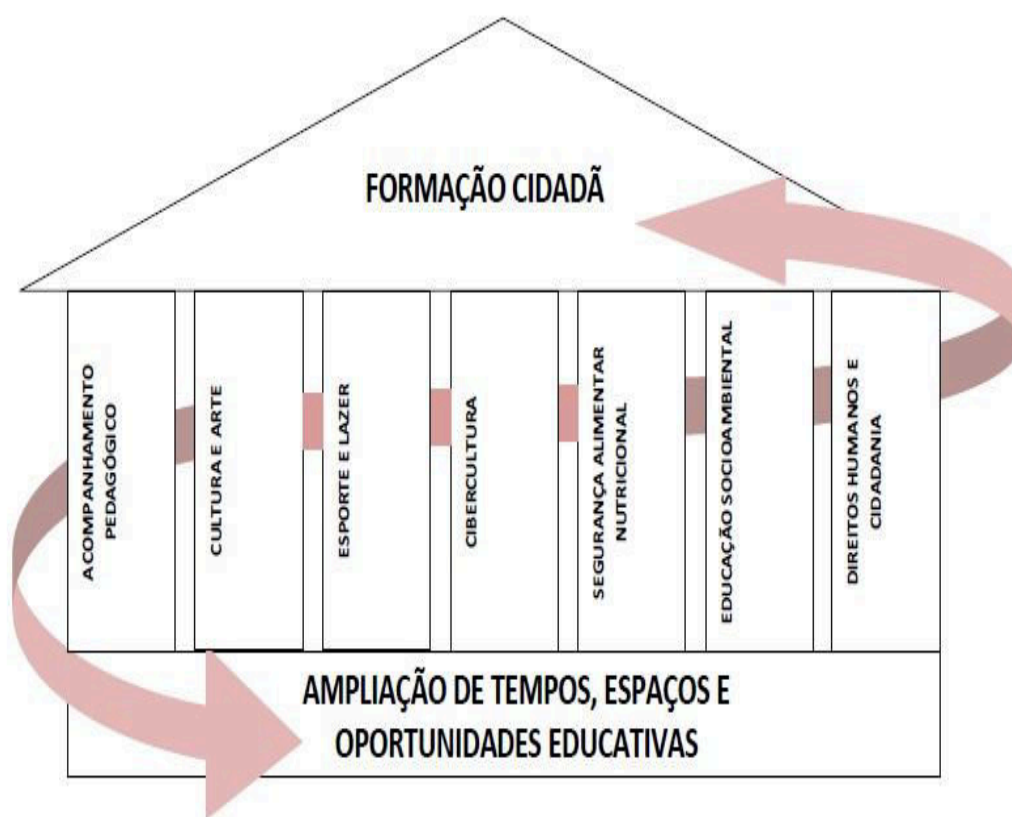 FORMAÇÃO CIDADÃ
ACOMPANHAMENTO
PEDAGÓGICO
CULTURA E ARTE
ESPORTE E LAZER
CIBERCULTURA
SEGURANÇA ALIMENTAR
NUTRICIONAL
EDUCAÇÃO SOCIOAMBIENTAL
DIREITOS HUMANOS E
CIDADANIA
AMPLIAÇÃO DE TEMPOS, ESPAÇOS E
OPORTUNIDADES EDUCATIVAS